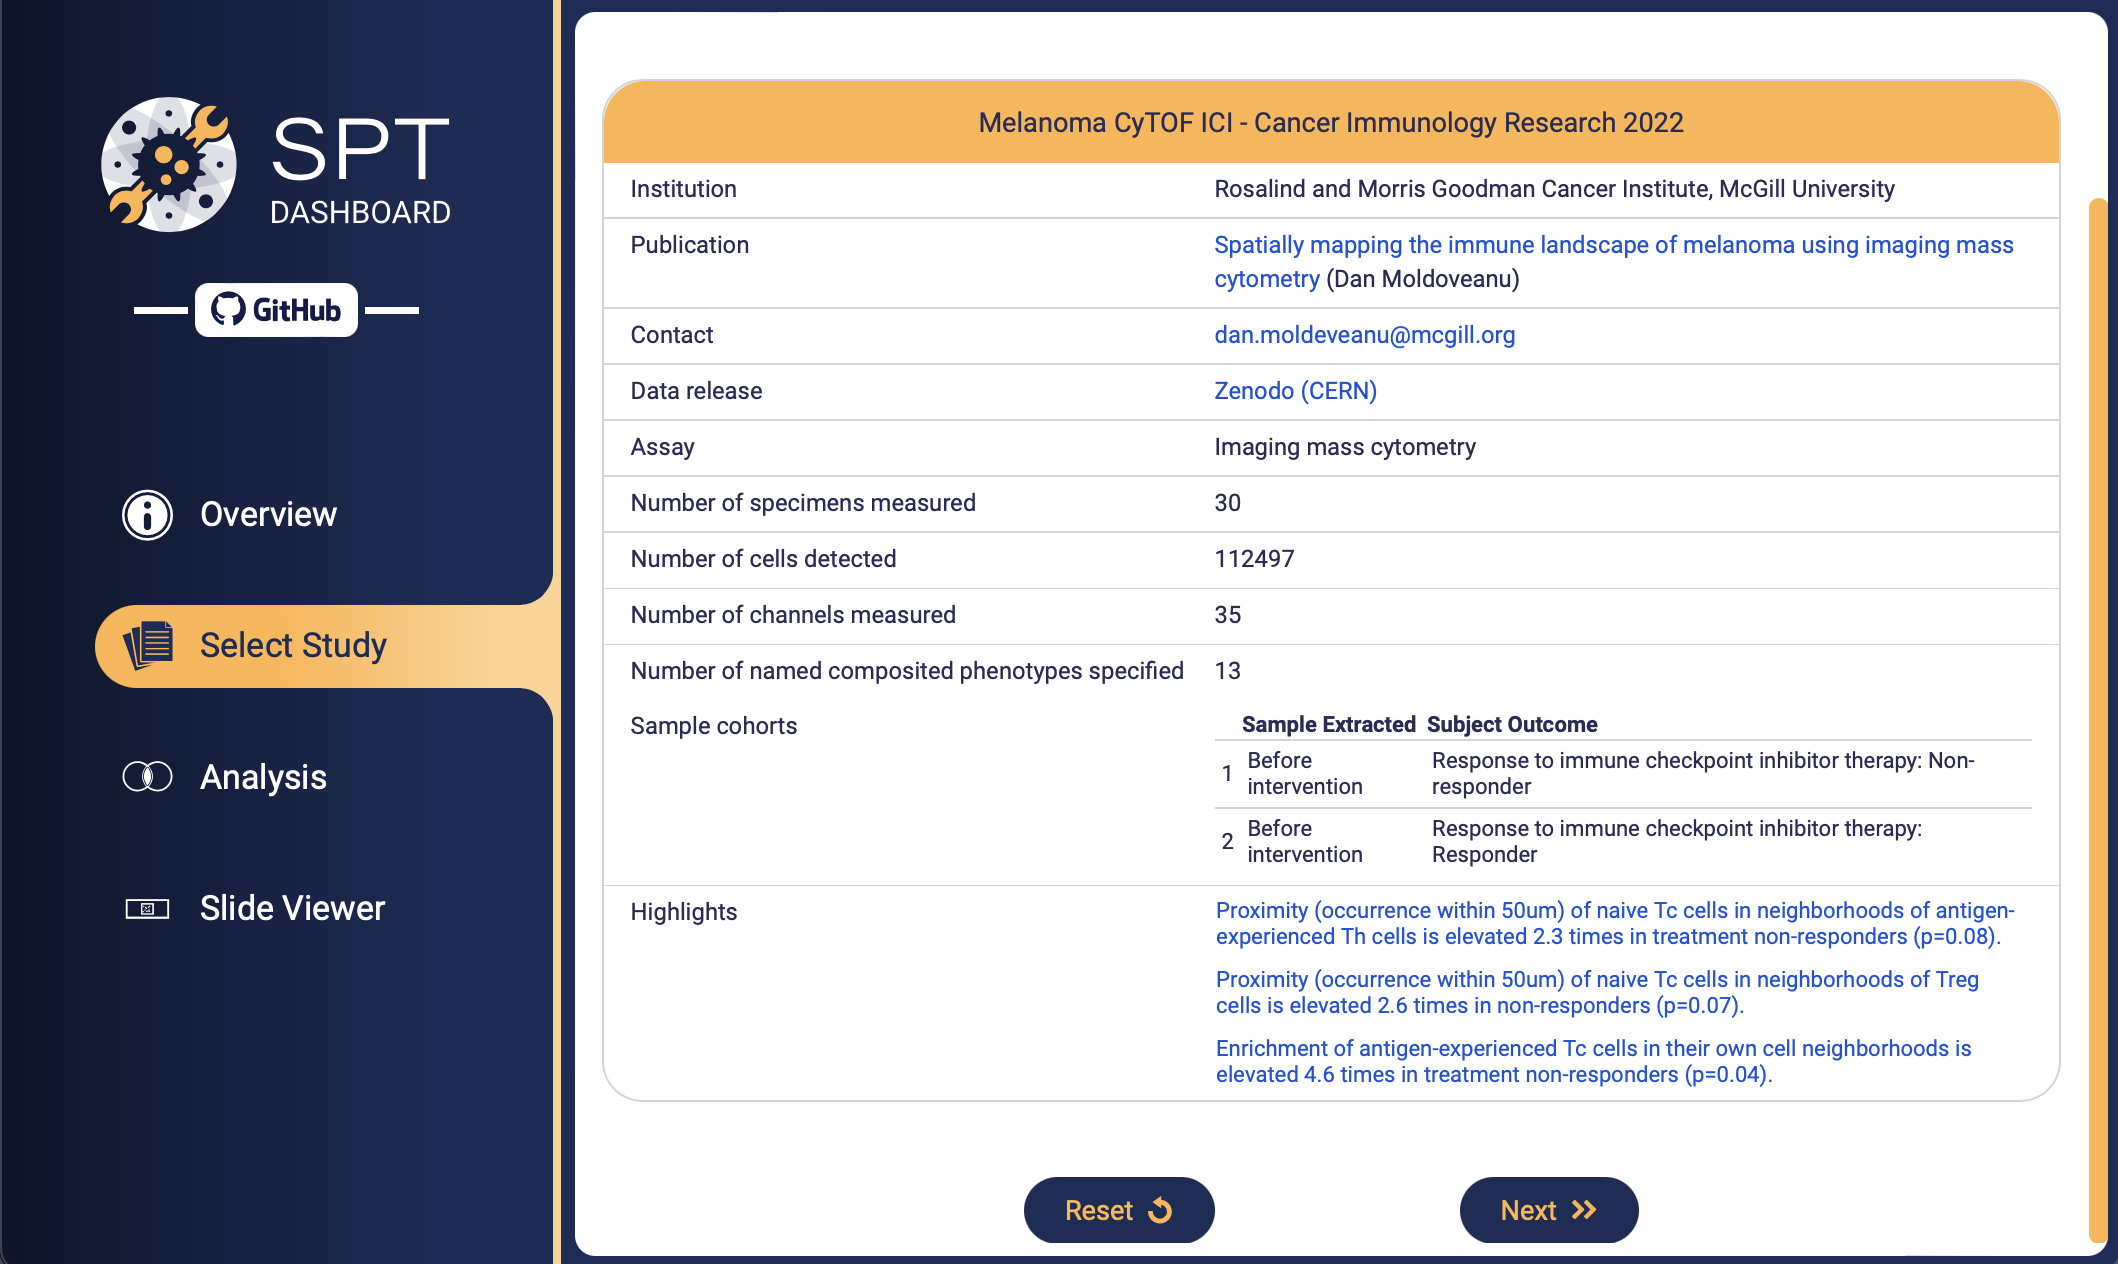 SPT
DASHBOARD
GitHub
Overview
Select Study
Analysis
Slide Viewer
Melanoma CyTOF ICI - Cancer Immunology Research 2022
Institution Rosalind and Morris Goodman Cancer Institute, McGill University
Publication Spatially mapping the immune landscape of melanoma using imaging mass
cytometry (Dan Moldoveanu)
Contact dan.moldeveanu@mcgill.org
Data release Zenodo (CERN)
Assay Imaging mass cytometry
Number of specimens measured 30
Number of cells detected 112497
Number of channels measured 35
Number of named composited phenotypes specified 13
Sample cohorts Sample Extracted Subject Outcome
1 Before intervention Response to immune checkpoint inhibitor therapy: Non-
responder
2 Before intervention Response to immune checkpoint inhibitor therapy:
Responder
Highlights Proximity (occurrence within 50um) of naive Tc cells in neighborhoods of antigen-
experienced Th cells is elevated 2.3 times in treatment non-responders (p=0.08).
Proximity (occurrence within 50um) of naive Tc cells in neighborhoods of Treg
cells is elevated 2.6 times in non-responders (p=0.07).
Enrichment of antigen-experienced Tc cells in their own cell neighborhoods is
elevated 4.6 times in treatment non-responders (p=0.04).
Reset Next